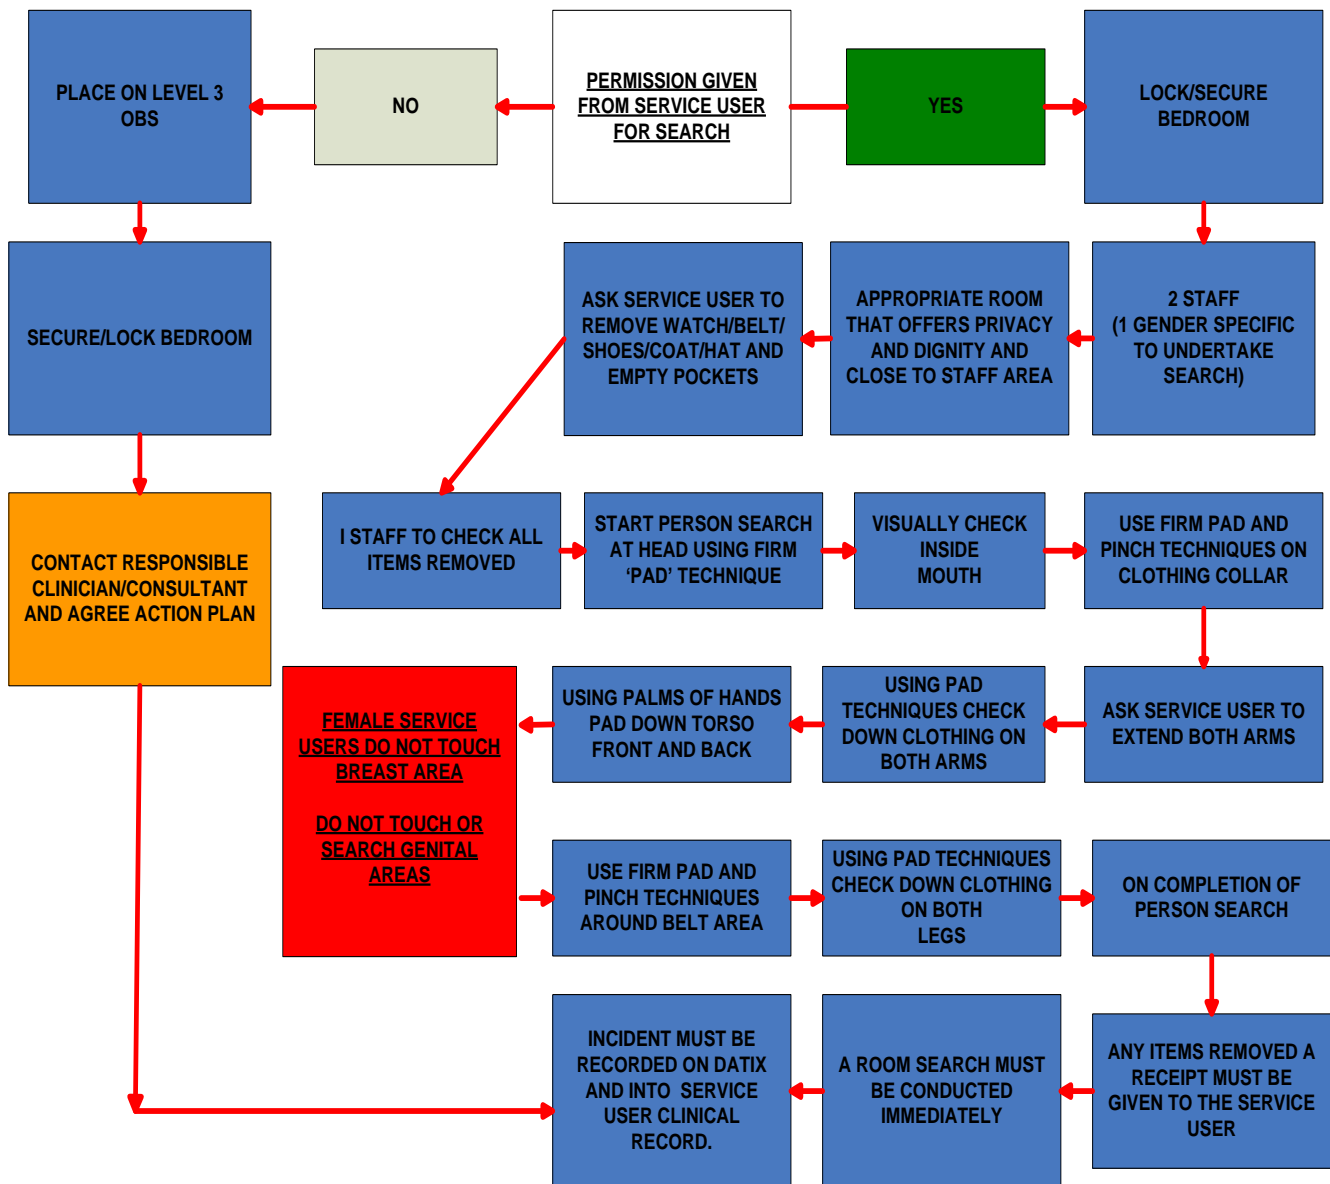 PERMISSION GIVEN
FROM SERVICE USER
FOR SEARCH
NO
PLACE ON LEVEL 3
OBS
SECURE/LOCK BEDROOM
CONTACT RESPONSIBLE
CLINICIAN/CONSULTANT
AND AGREE ACTION PLAN
YES
LOCK/SECURE
BEDROOM
2 STAFF
(1 GENDER SPECIFIC
TO UNDERTAKE
SEARCH)
APPROPRIATE ROOM
THAT OFFERS PRIVACY
AND DIGNITY AND
CLOSE TO STAFF AREA
ASK SERVICE USER TO
REMOVE WATCH/BELT/
SHOES/COAT/HAT AND
EMPTY POCKETS
I STAFF TO CHECK ALL
ITEMS REMOVED
START PERSON SEARCH
AT HEAD USING FIRM
‘PAD’ TECHNIQUE
VISUALLY CHECK
INSIDE
MOUTH
USE FIRM PAD AND
PINCH TECHNIQUES ON
CLOTHING COLLAR
ASK SERVICE USER TO
EXTEND BOTH ARMS
USING PAD
TECHNIQUES CHECK
DOWN CLOTHING ON
BOTH ARMS
USING PALMS OF HANDS
PAD DOWN TORSO
FRONT AND BACK
FEMALE SERVICE
USERS DO NOT TOUCH
BREAST AREA
DO NOT TOUCH OR
SEARCH GENITAL
AREAS
USE FIRM PAD AND
PINCH TECHNIQUES
AROUND BELT AREA
USING PAD TECHNIQUES
CHECK DOWN CLOTHING
ON BOTH
LEGS
ON COMPLETION OF
PERSON SEARCH
ANY ITEMS REMOVED A
RECEIPT MUST BE
GIVEN TO THE SERVICE
USER
A ROOM SEARCH MUST
BE CONDUCTED
IMMEDIATELY
INCIDENT MUST BE
RECORDED ON DATIX
AND INTO SERVICE
USER CLINICAL
RECORD.